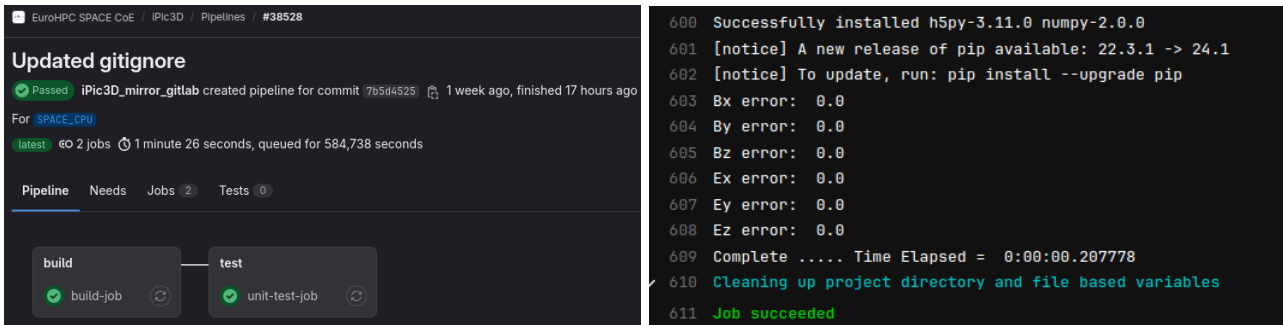 EuroHPC SPACE CoE / iPic3D / Pipelines / #38528
Updated gitignore
Passed iPic3D_mirror_gitlab created pipeline for commit 7b5d4525 1 week ago, finished 17 hours ago
For SPACE_CPU
latest 2 jobs 1 minute 26 seconds, queued for 584,738 seconds
Pipeline Needs Jobs 2 Tests 0
build test
build-job unit-test-job
600 Successfully installed h5py-3.11.0 numpy-2.0.0
601 [notice] A new release of pip available: 22.3.1 -> 24.1
602 [notice] To update, run: pip install --upgrade pip
603 Bx error: 0.0
604 By error: 0.0
605 Bz error: 0.0
606 Ex error: 0.0
607 Ey error: 0.0
608 Ez error: 0.0
609 Complete ..... Time Elapsed = 0:00:00.207778
610 Cleaning up project directory and file based variables
611 Job succeeded